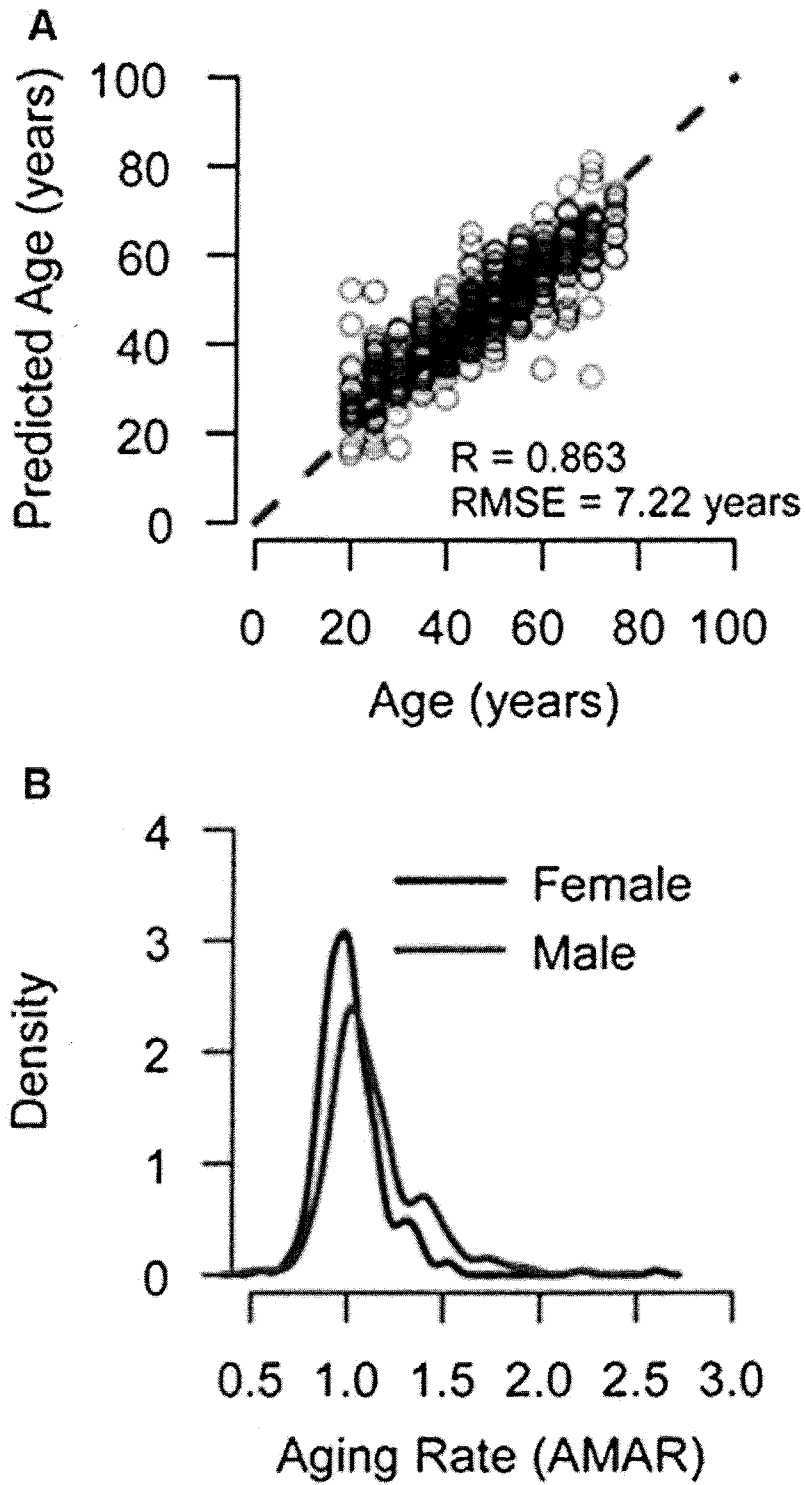 A
Predicted Age (years)
100
80
60
40
20
0
R = 0.863
RMSE = 7.22 years
0 20 40 60 80 100
Age (years)
B
Density
4
3
2
1
0
Female
Male
0.5 1.0 1.5 2.0 2.5 3.0
Aging Rate (AMAR)